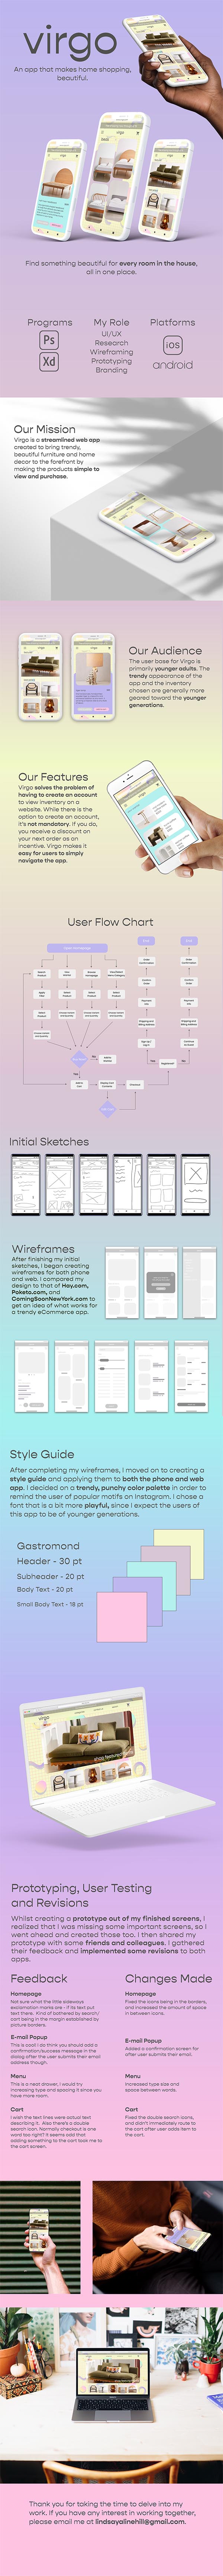 virgo
An app that makes home shopping,
beautiful.
Find something beautiful for every room in the house,
all in one place.
Programs
My Role
Platforms
Ps
Xd
UI/UX
Research
Wireframing
Prototyping
Branding
iOS
android
Our Mission
Virgo is a streamlined web app
created to bring trendy,
beautiful furniture and home
decor to the forefront by
making the products simple to
view and purchase.
Our Audience
The user base for Virgo is
primarily younger adults. The
trendy appearance of the
app and the inventory
chosen are generally more
geared toward the younger
generations.
Our Features
Virgo solves the problem of
having to create an account
to view inventory on a
website. While there is the
option to create an account,
it's not mandatory. If you do,
you receive a discount on
your next order as an
incentive. Virgo makes it
easy for users to simply
navigate the app.
User Flow Chart
Initial Sketches
Wireframes
After finishing my initial
sketches, I began creating
wireframes for both phone
and web. I compared my
design to that of Hay.com,
Poketo.com, and
ComingSoonNewYork.com to
get an idea of what works for
a trendy eCommerce app.
Style Guide
After completing my wireframes, I moved on to creating a
style guide and applying them to both the phone and web
app. I decided on a trendy, punchy color palette in order to
remind the user of popular motifs on Instagram. I chose a
font that is a bit more playful, since I expect the users of
this app to be of younger generations.
Gastromond
Header - 30 pt
Subheader - 20 pt
Body Text - 20 pt
Small Body Text - 18 pt
Prototyping, User Testing
and Revisions
Whilst creating a prototype out of my finished screens, I
realized that I was missing some important screens, so I
went ahead and created those too. I then shared my
prototype with some friends and colleagues. I gathered
their feedback and implemented some revisions to both
apps.
Feedback
Homepage
Not sure what the little sideways
exclamation marks are - if its text put
text there. Kind of bothered by search/
cart being in the margin established by
picture borders.
E-mail Popup
This is cool! I do think you should add a
confirmation/success message in the
dialog after the user submits their email
address though.
Menu
This is a neat drawer, I would try
increasing type and spacing it since you
have more room.
Cart
I wish the text lines were actual text
describing it. Also there's a double
search icon. Normally checkout is one
word too right? It seems odd that
adding something to the cart took me to
the cart screen.
Changes Made
Homepage
Fixed the icons being in the borders,
and increased the amount of space
in between icons.
E-mail Popup
Added a confirmation screen for
after user submits their email.
Menu
Increased type size and
space between words.
Cart
Fixed the double search icons,
and didn't immediately route to
the cart after user adds item to
the cart.
Thank you for taking the time to delve into my
work. If you have any interest in working together,
please email me at lindsayalinehill@gmail.com.